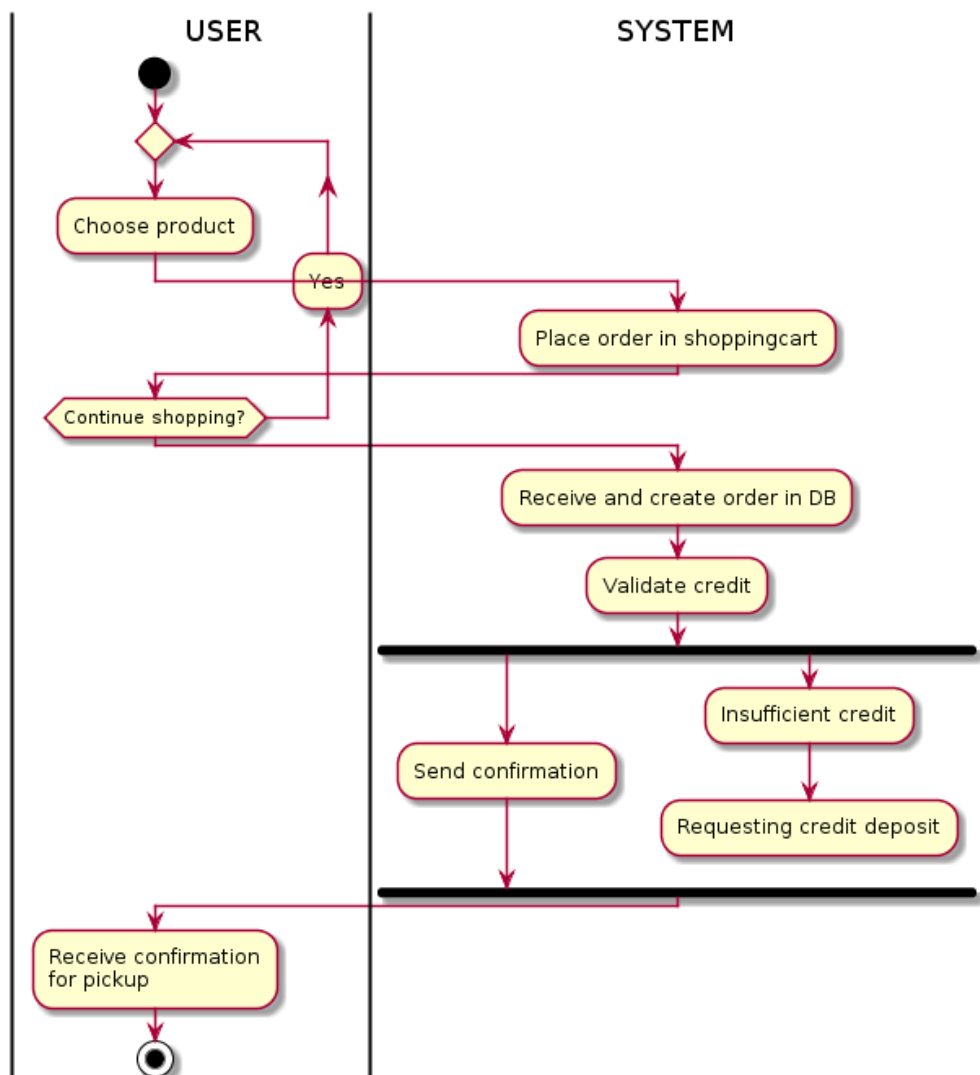 USER
SYSTEM
Choose product
Yes
Place order in shoppingcart
Continue shopping?
Receive and create order in DB
Validate credit
Insufficient credit
Send confirmation
Requesting credit deposit
Receive confirmation
for pickup